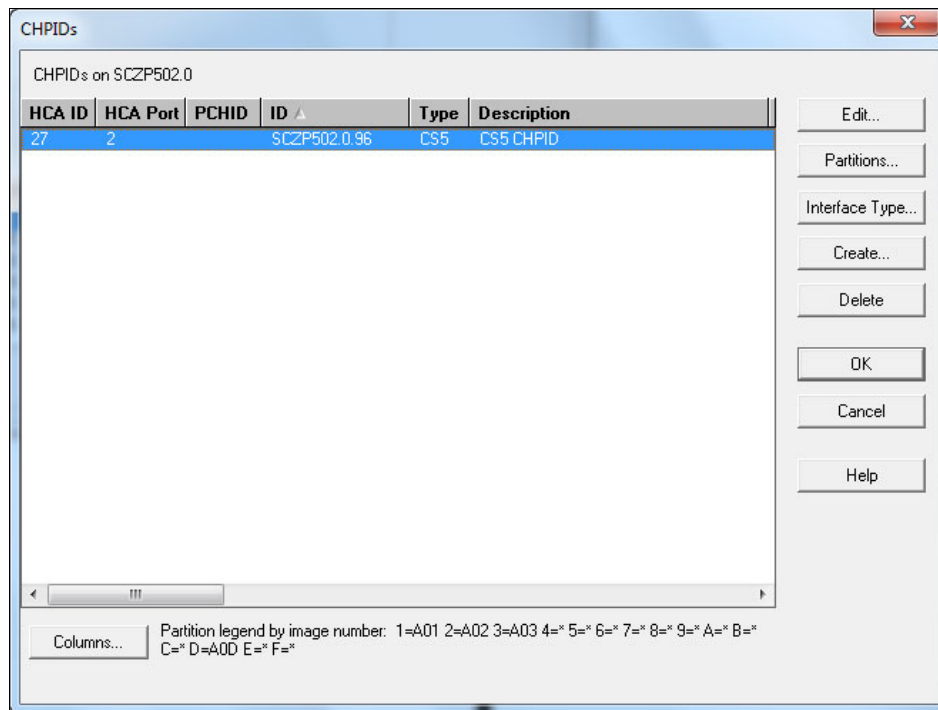 CHPIDs
CHPIDs on SCZP502.0
HCA ID HCA Port PCHID ID Type Description
27 2 SCZP502.0.96 CS5 CS5 CHPID
Edit...
Partitions...
Interface Type...
Create...
Delete
OK
Cancel
Help
Columns...
Partition legend by image number: 1=A01 2=A02 3=A03 4=* 5=* 6=* 7=* 8=* 9=* A=* B=*
C=* D=A0D E=* F=*